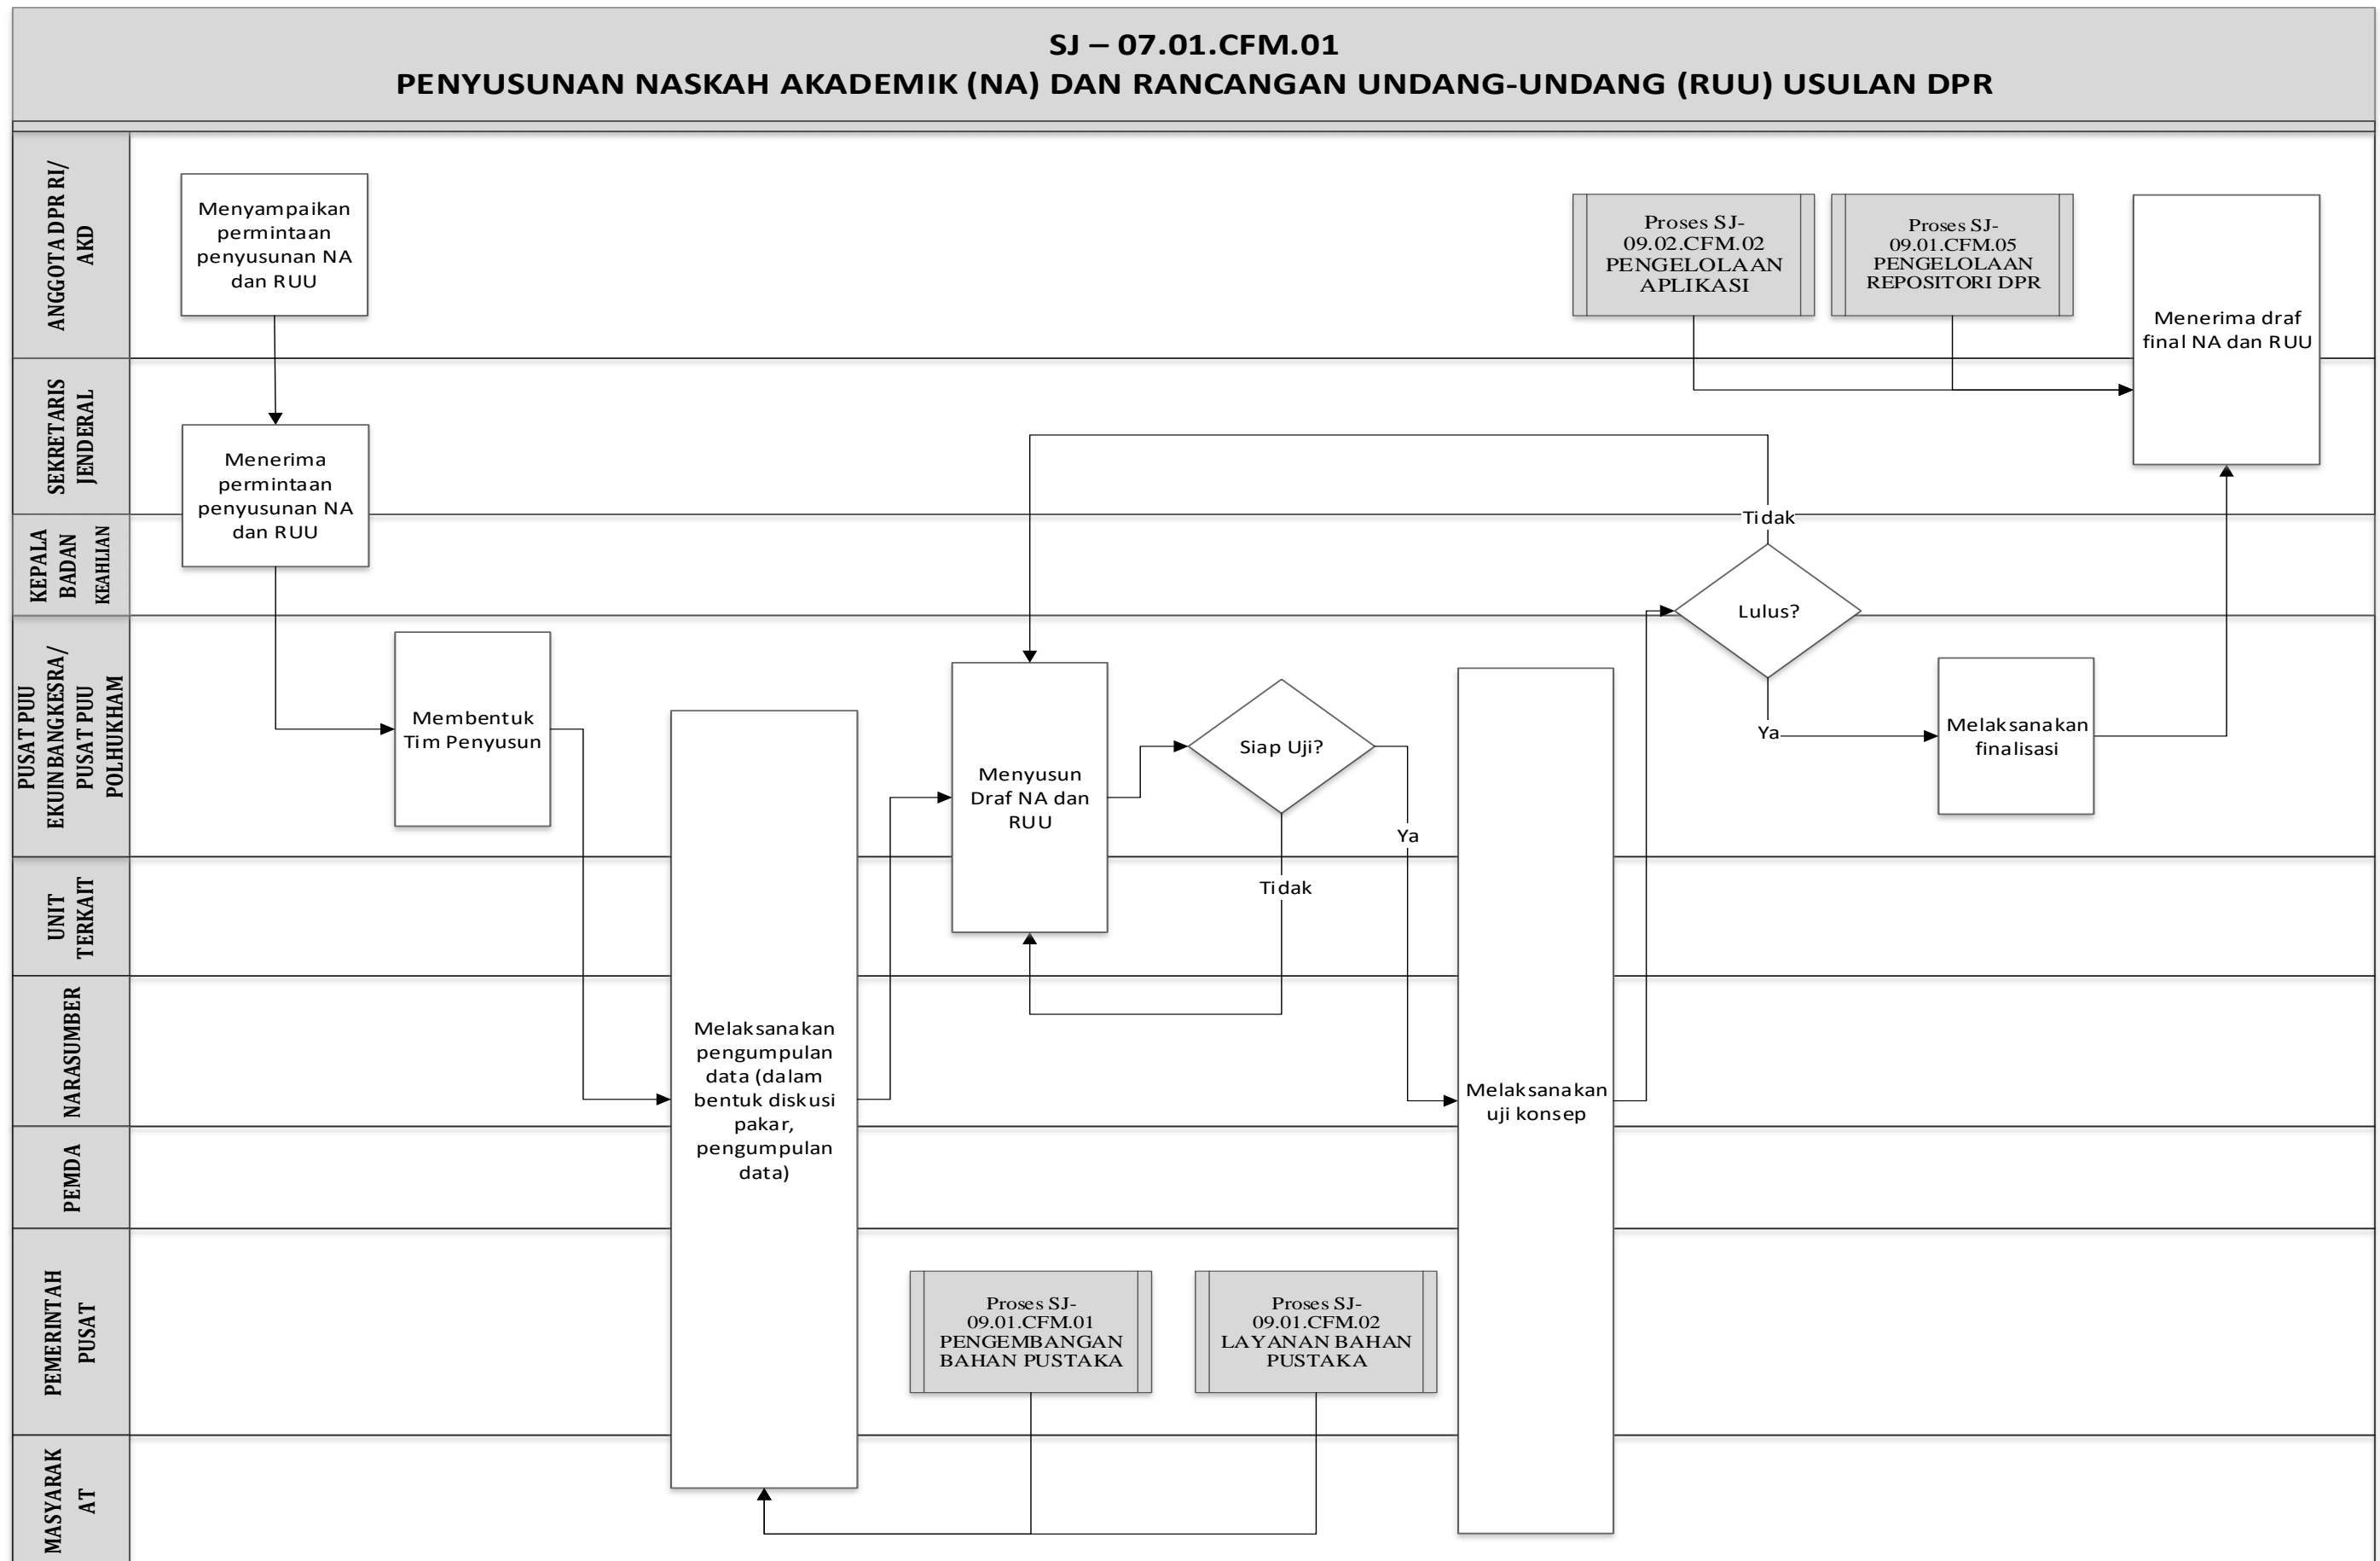 SJ – 07.01.CFM.01
PENYUSUNAN NASKAH AKADEMIK (NA) DAN RANCANGAN UNDANG-UNDANG (RUU) USULAN DPR
ANGGOTA DPR RI/
AKD
Menyampaikan
permintaan
penyusunan NA
dan RUU
Proses SJ-
09.02.CFM.02
PENGELOLAAN
APLIKASI
Proses SJ-
09.01.CFM.05
PENGELOLAAN
REPOSITORI DPR
Menerima draf
final NA dan RUU
SEKRETARIS
JENDERAL
Menerima
permintaan
penyusunan NA
dan RUU
KEPALA
BADAN
KEAHLIAN
Tidak
Lulus?
Ya
PUSAT PUU
EKUINBANGKESRA/
PUSAT PUU
POLHUKHAM
Membentuk
Tim Penyusun
Menyusun
Draf NA dan
RUU
Siap Uji?
Ya
Tidak
Melaksanakan
finalisasi
UNIT
TERKAIT
NARASUMBER
Melaksanakan
pengumpulan
data (dalam
bentuk diskusi
pakar,
pengumpulan
data)
Melaksanakan
uji konsep
PEMDA
PEMERINTAH
PUSAT
Proses SJ-
09.01.CFM.01
PENGEMBANGAN
BAHAN PUSTAKA
Proses SJ-
09.01.CFM.02
LAYANAN BAHAN
PUSTAKA
MASYARAK
AT